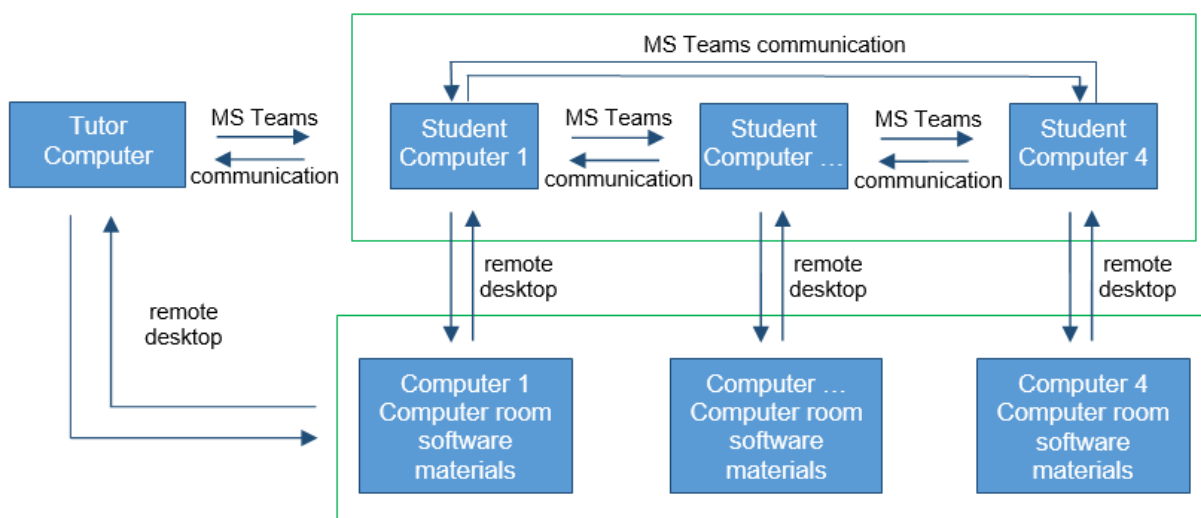 MS Teams communication
Tutor
Computer
MS Teams
communication
Student
Computer 1
MS Teams
communication
Student
Computer …
MS Teams
communication
Student
Computer 4
remote
desktop
remote
desktop
remote
desktop
remote
desktop
Computer 1
Computer room
software
materials
Computer …
Computer room
software
materials
Computer 4
Computer room
software
materials